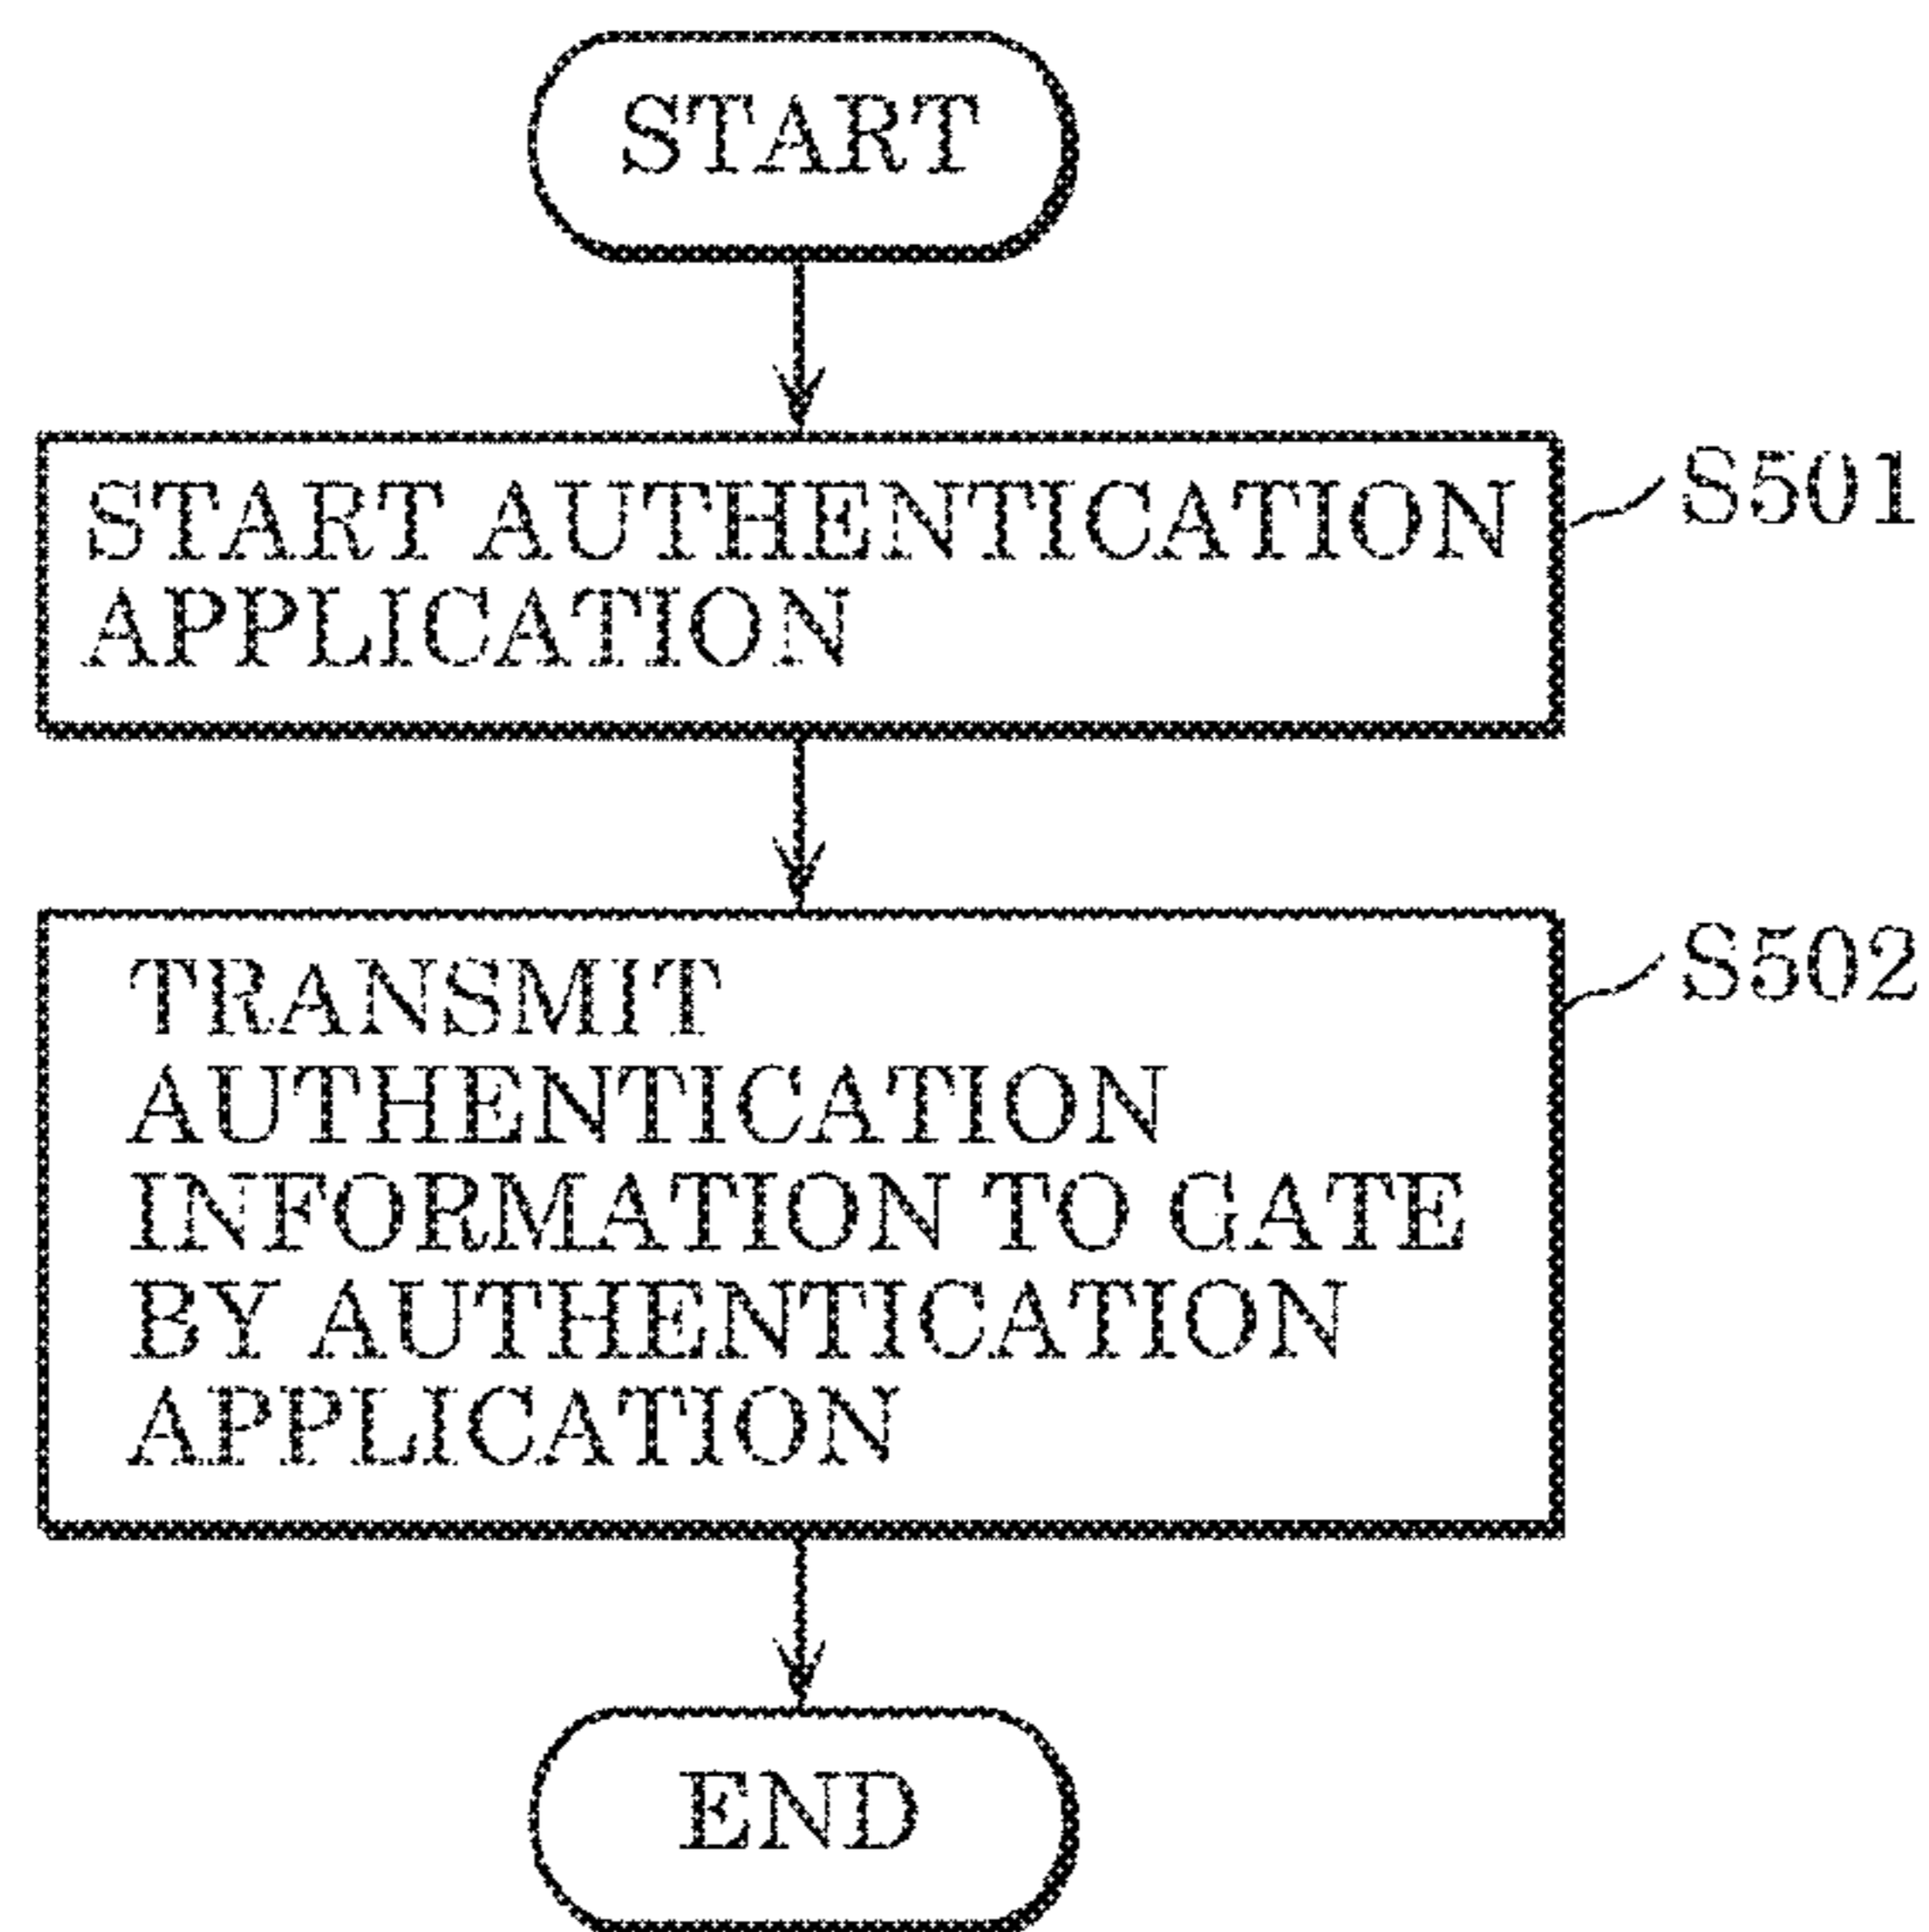 START
START AUTHENTICATION
APPLICATION
S501
TRANSMIT
AUTHENTICATION
INFORMATION TO GATE
BY AUTHENTICATION
APPLICATION
S502
END